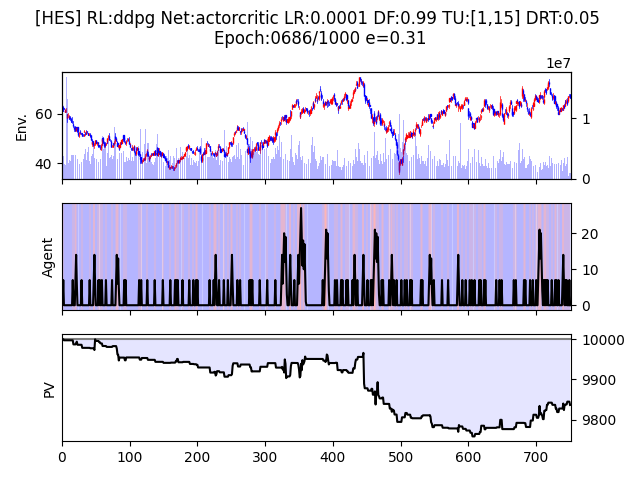 [HES] RL:ddpg Net:actorcritic LR:0.0001 DF:0.99 TU:[1,15] DRT:0.05
Epoch:0686/1000 e=0.31
1e7
Env.
60
40
1
0
Agent
20
10
0
PV
10000
9900
9800
0 100 200 300 400 500 600 700